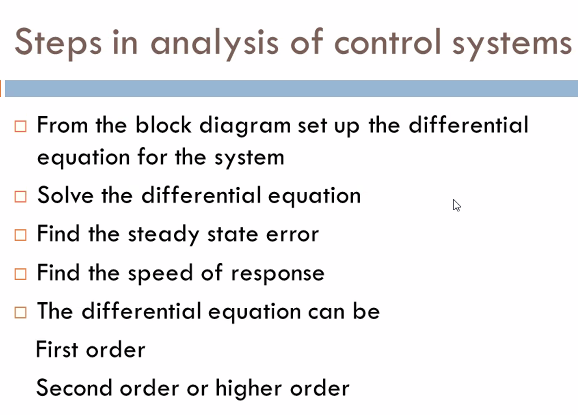 Steps in analysis of control systems
From the block diagram set up the differential
equation for the system
Solve the differential equation
Find the steady state error
Find the speed of response
The differential equation can be
First order
Second order or higher order